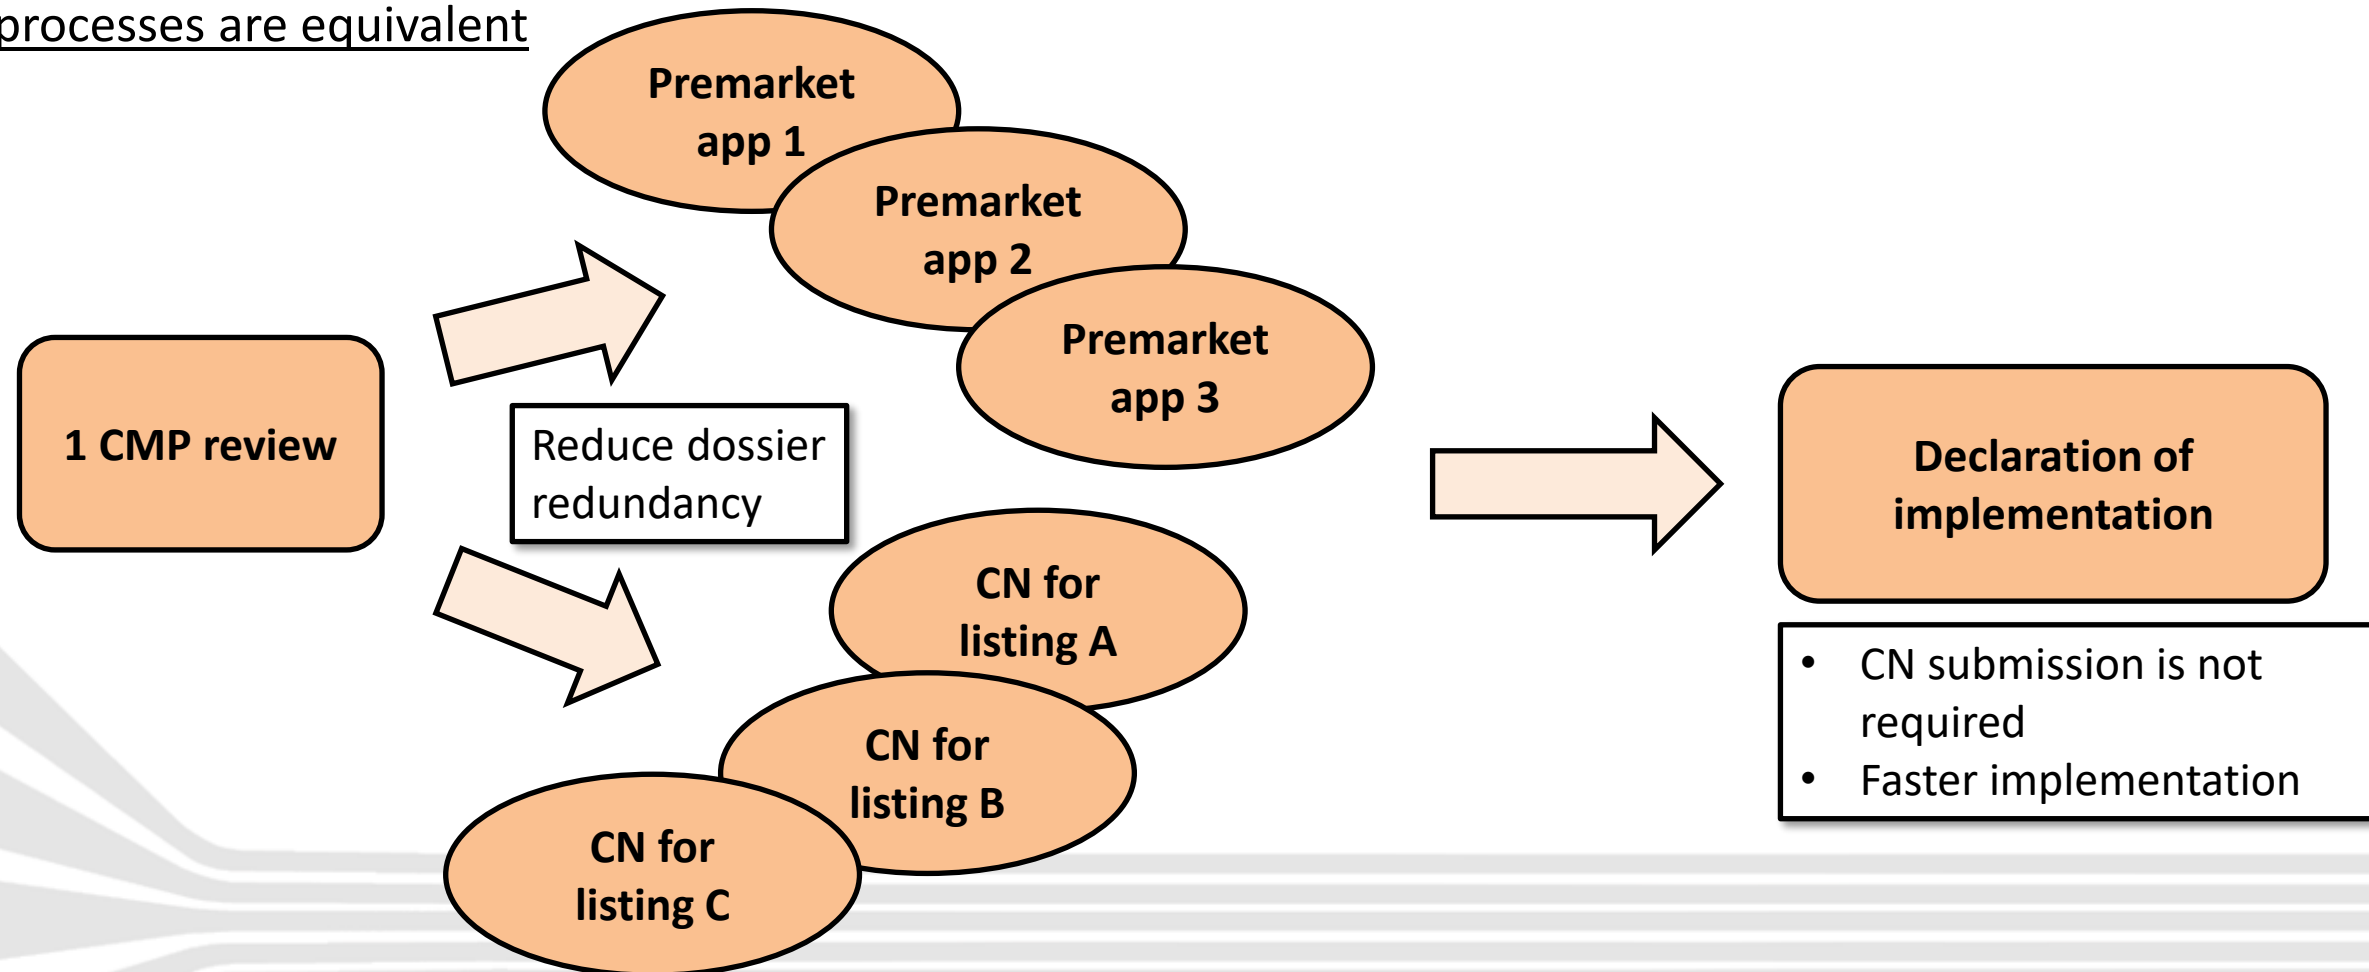 processes are equivalent
Premarket
app 1
Premarket
app 2
Premarket
app 3
1 CMP review
Reduce dossier
redundancy
CN for
listing A
CN for
listing B
CN for
listing C
Declaration of
implementation
• CN submission is not
required
• Faster implementation